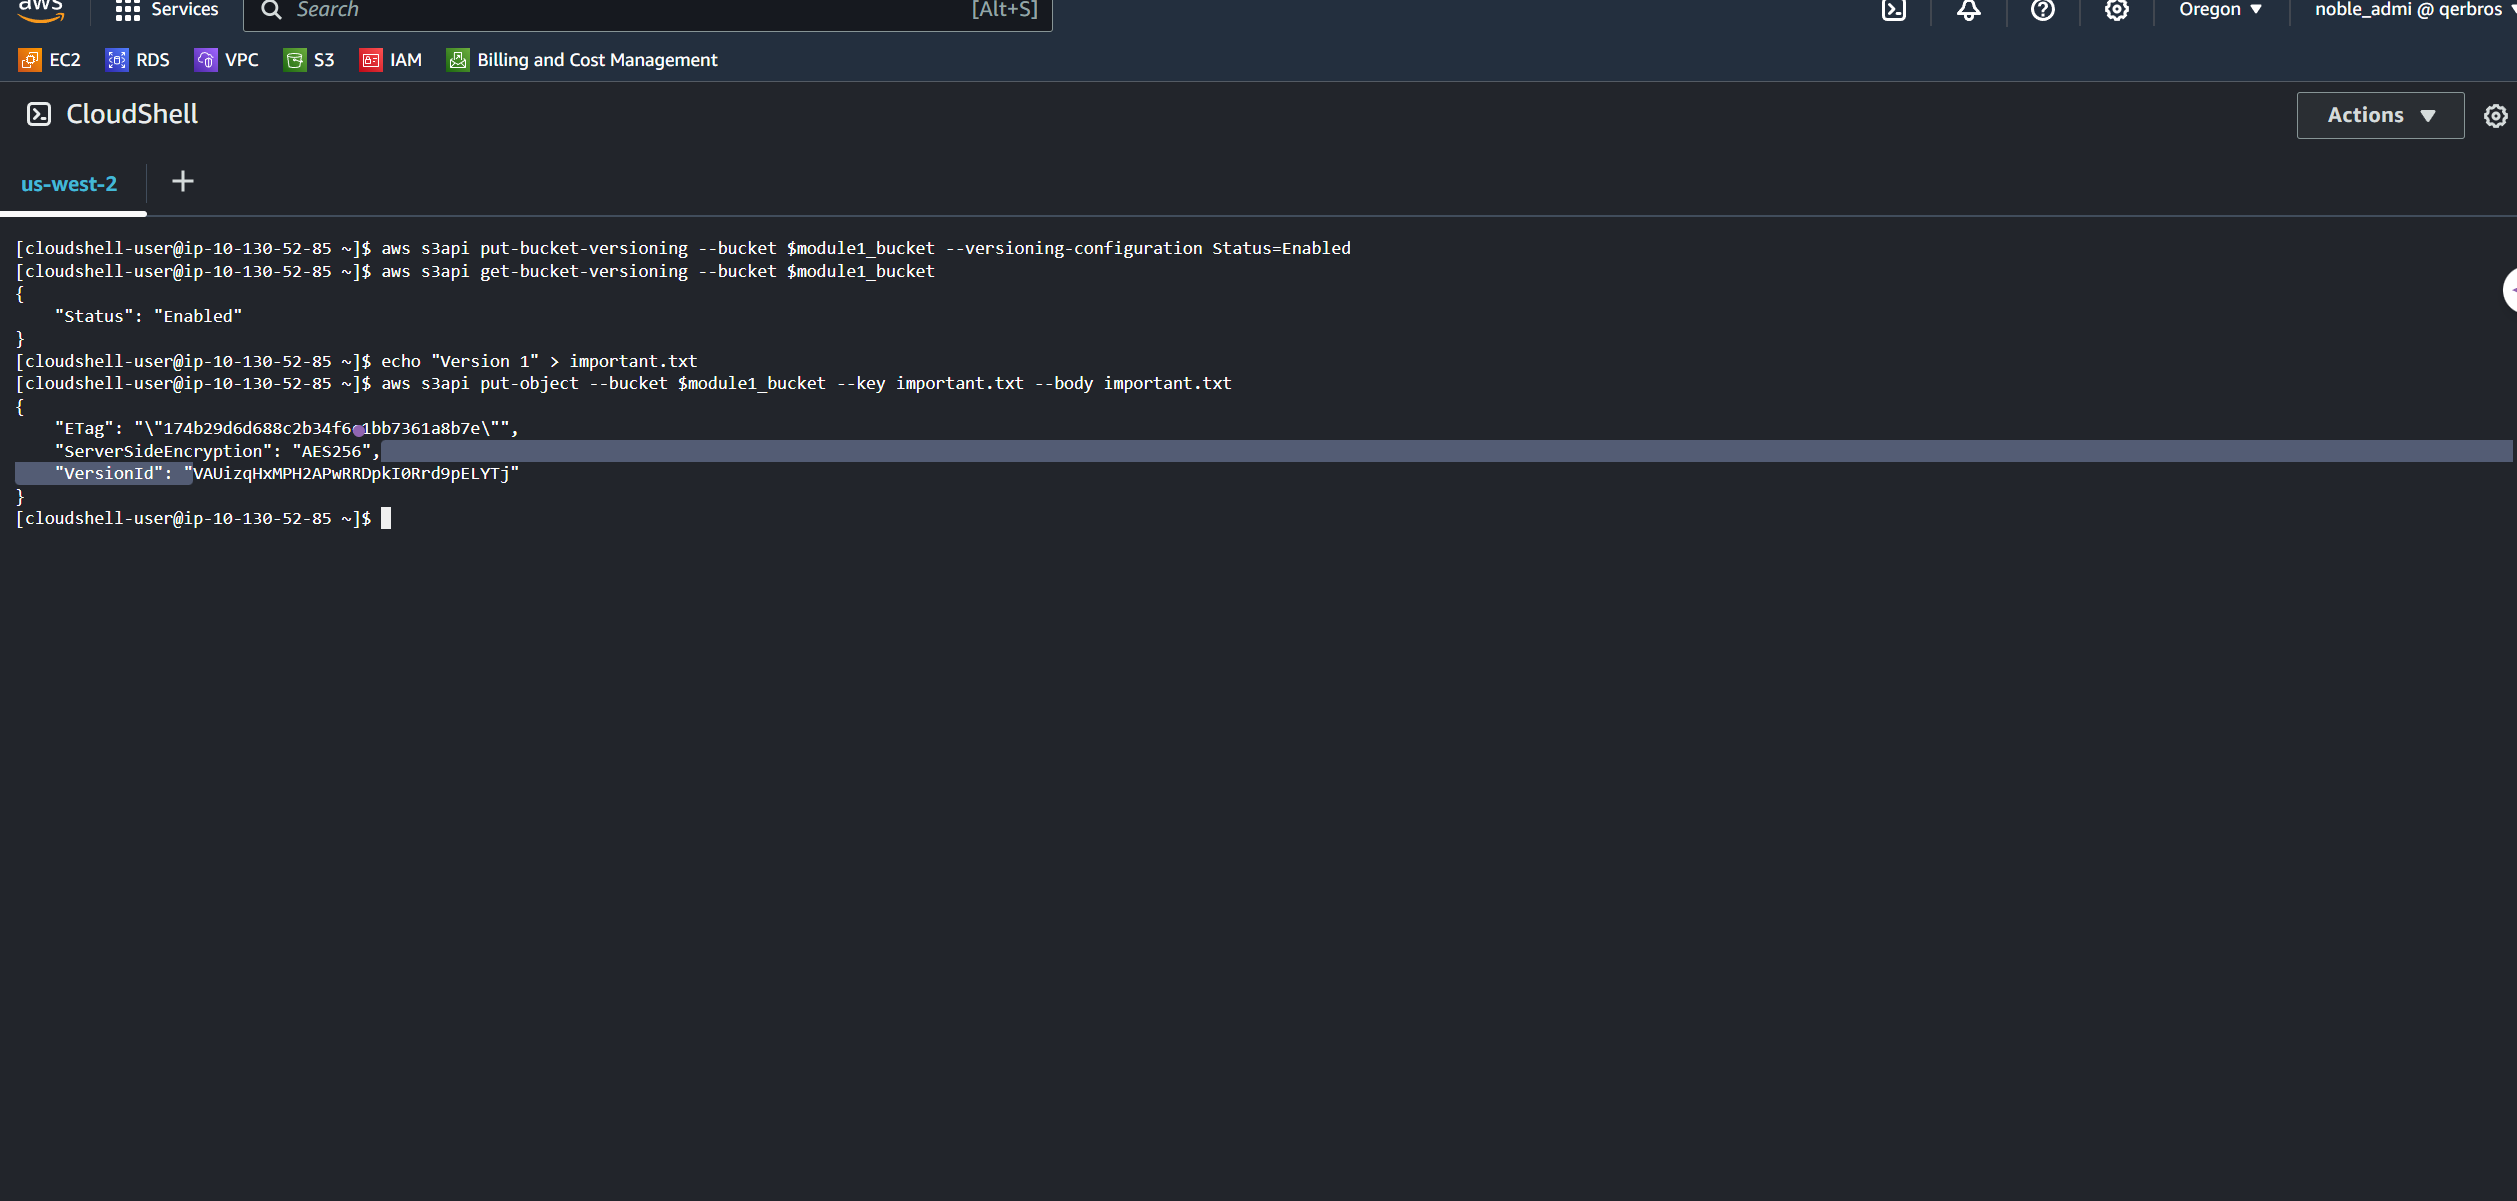 aws Services Search [Alt+S] Oregon noble_admi @ qerbros
EC2 RDS VPC S3 IAM Billing and Cost Management
CloudShell Actions
us-west-2 +
[cloudshell-user@ip-10-130-52-85 ~]$ aws s3api put-bucket-versioning --bucket $module1_bucket --versioning-configuration Status=Enabled
[cloudshell-user@ip-10-130-52-85 ~]$ aws s3api get-bucket-versioning --bucket $module1_bucket
{
    "Status": "Enabled"
}
[cloudshell-user@ip-10-130-52-85 ~]$ echo "Version 1" > important.txt
[cloudshell-user@ip-10-130-52-85 ~]$ aws s3api put-object --bucket $module1_bucket --key important.txt --body important.txt
{
    "ETag":
    "ServerSideEncryption": "AES256",
    "VersionId": "VAUizqHxMPH2APwRRDpkI0Rrd9pELYTj"
}
[cloudshell-user@ip-10-130-52-85 ~]$